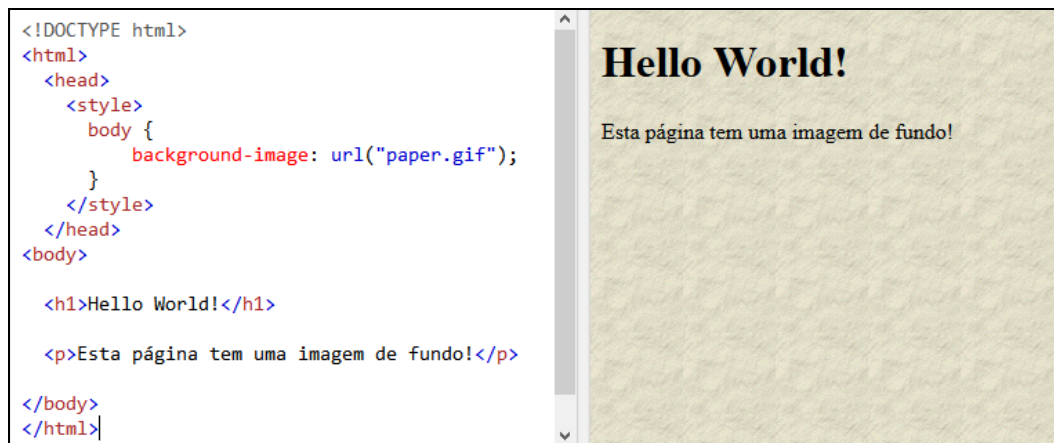 <!DOCTYPE html>
<html>
  <head>
    <style>
      body {
          background-image: url("paper.gif");
      }
    </style>
  </head>
<body>

  <h1>Hello World!</h1>

  <p>Esta página tem uma imagem de fundo!</p>

</body>
</html>
Hello World!
Esta página tem uma imagem de fundo!